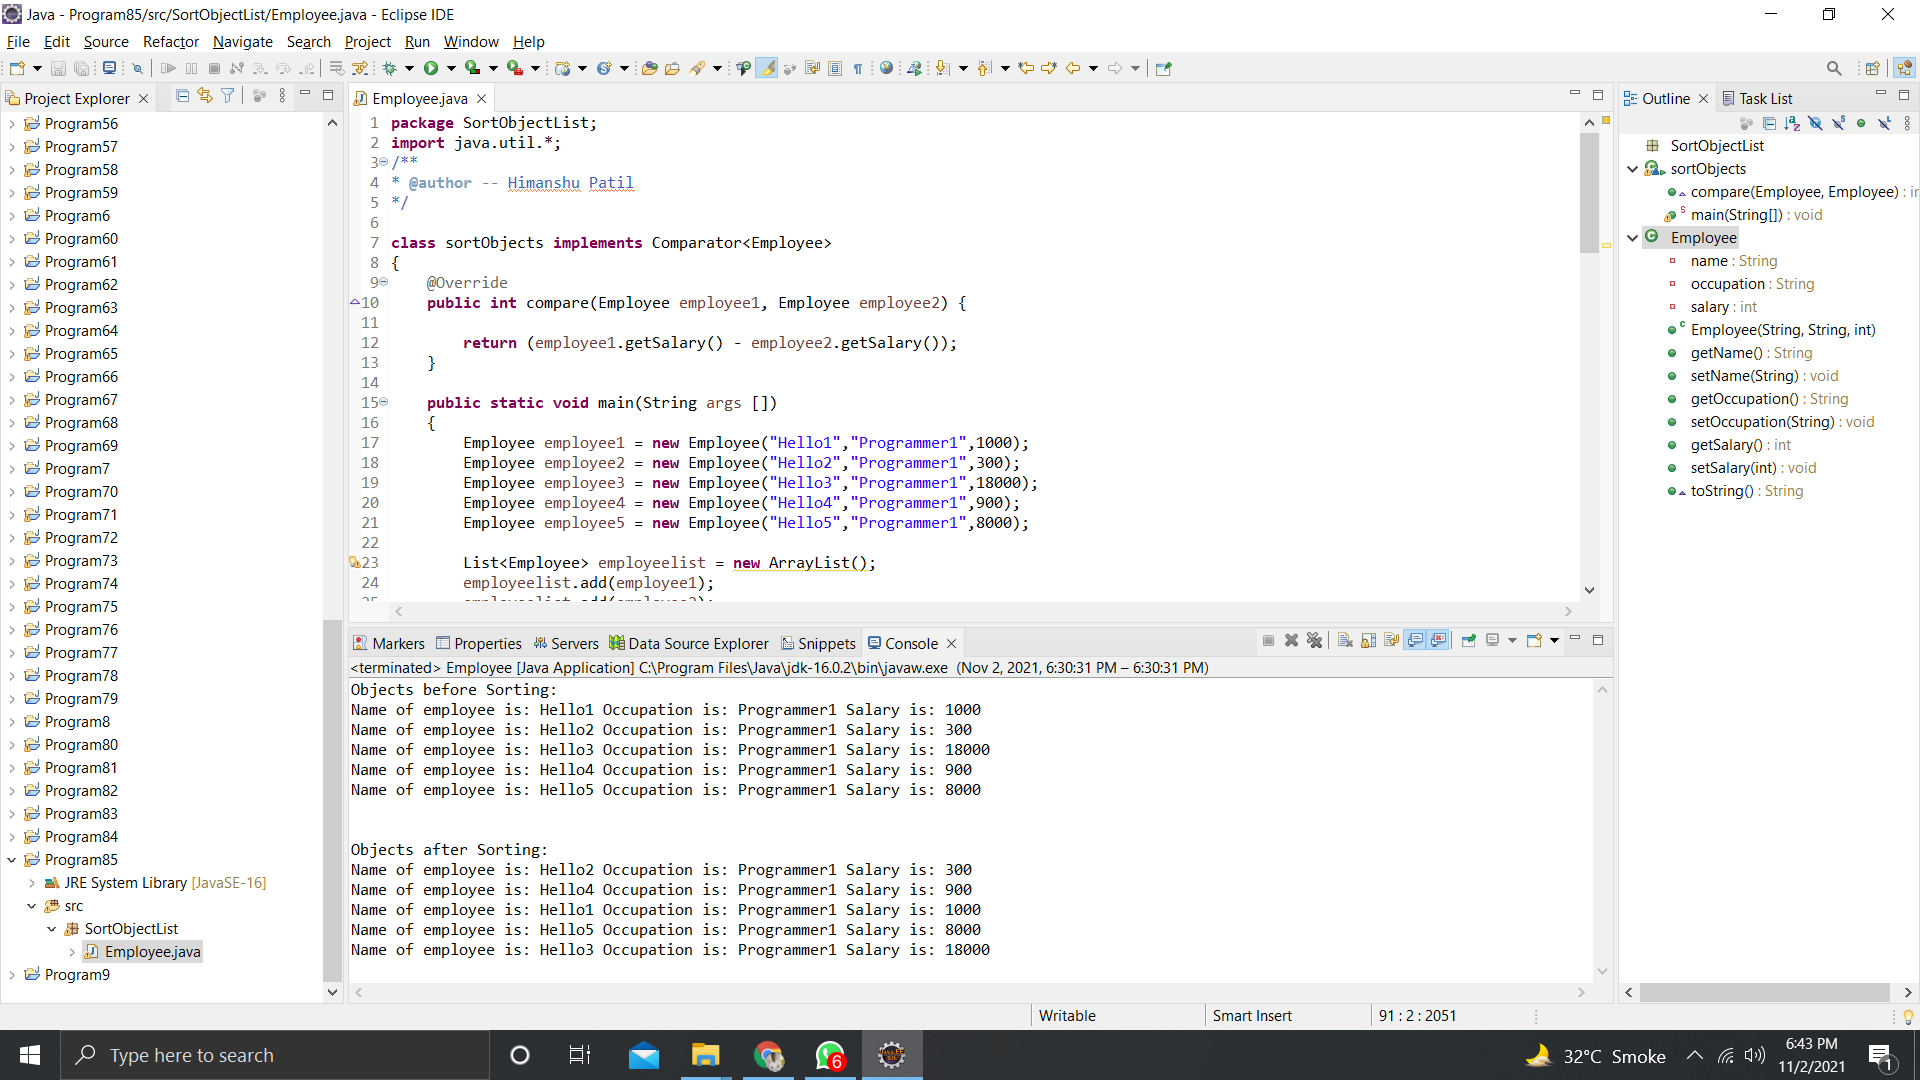 Java - Program85/src/SortObjectList/Employee.java - Eclipse IDE
File Edit Source Refactor Navigate Search Project Run Window Help
Project Explorer
Program56
Program57
Program58
Program59
Program6
Program60
Program61
Program62
Program63
Program64
Program65
Program66
Program67
Program68
Program69
Program7
Program70
Program71
Program72
Program73
Program74
Program75
Program76
Program77
Program78
Program79
Program8
Program80
Program81
Program82
Program83
Program84
Program85
JRE System Library [JavaSE-16]
src
SortObjectList
Employee.java
Program9
Employee.java
1 package SortObjectList;
2 import java.util.*;
3 /**
4 * @author -- Himanshu Patil
5 */
6
7 class sortObjects implements Comparator<Employee>
8 {
9 @Override
10 public int compare(Employee employee1, Employee employee2) {
11
12 return (employee1.getSalary() - employee2.getSalary());
13 }
14
15 public static void main(String args [])
16 {
17 Employee employee1 = new Employee("Hello1","Programmer1",1000);
18 Employee employee2 = new Employee("Hello2","Programmer1",300);
19 Employee employee3 = new Employee("Hello3","Programmer1",18000);
20 Employee employee4 = new Employee("Hello4","Programmer1",900);
21 Employee employee5 = new Employee("Hello5","Programmer1",8000);
22
23 List<Employee> employeelist = new ArrayList();
24 employeelist.add(employee1);
Markers Properties Servers Data Source Explorer Snippets Console
<terminated> Employee [Java Application] C:\Program Files\Java\jdk-16.0.2\bin\javaw.exe (Nov 2, 2021, 6:30:31 PM – 6:30:31 PM)
Objects before Sorting:
Name of employee is: Hello1 Occupation is: Programmer1 Salary is: 1000
Name of employee is: Hello2 Occupation is: Programmer1 Salary is: 300
Name of employee is: Hello3 Occupation is: Programmer1 Salary is: 18000
Name of employee is: Hello4 Occupation is: Programmer1 Salary is: 900
Name of employee is: Hello5 Occupation is: Programmer1 Salary is: 8000
Objects after Sorting:
Name of employee is: Hello2 Occupation is: Programmer1 Salary is: 300
Name of employee is: Hello4 Occupation is: Programmer1 Salary is: 900
Name of employee is: Hello1 Occupation is: Programmer1 Salary is: 1000
Name of employee is: Hello5 Occupation is: Programmer1 Salary is: 8000
Name of employee is: Hello3 Occupation is: Programmer1 Salary is: 18000
Outline Task List
SortObjectList
sortObjects
compare(Employee, Employee) :
main(String[]) : void
Employee
name : String
occupation : String
salary : int
Employee(String, String, int)
getName() : String
setName(String) : void
getOccupation() : String
setOccupation(String) : void
getSalary() : int
setSalary(int) : void
toString() : String
Writable Smart Insert 91 : 2 : 2051
Type here to search
6
32°C Smoke
6:43 PM
11/2/2021
1